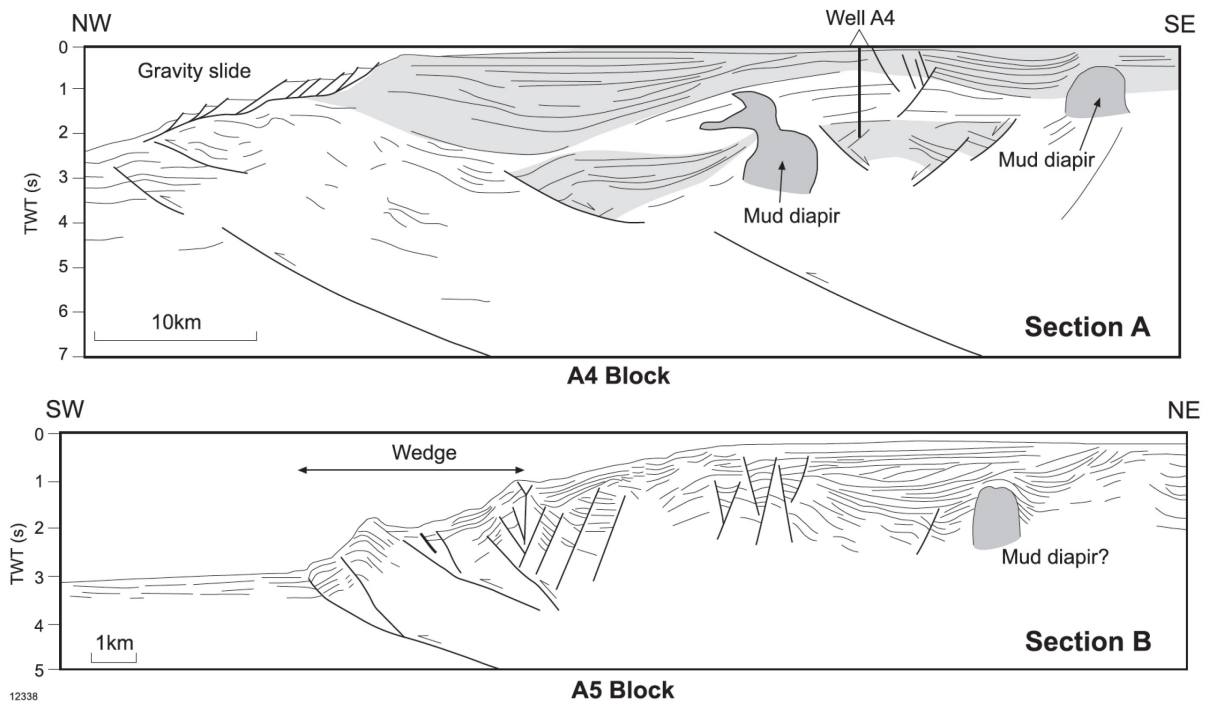 NW
Well A4
SE
0
1
2
3
4
5
6
7
TWT (s)
Gravity slide
Mud diapir
Mud diapir
10km
Section A
A4 Block
SW
NE
0
1
2
3
4
5
TWT (s)
Wedge
Mud diapir?
1km
Section B
A5 Block
12338